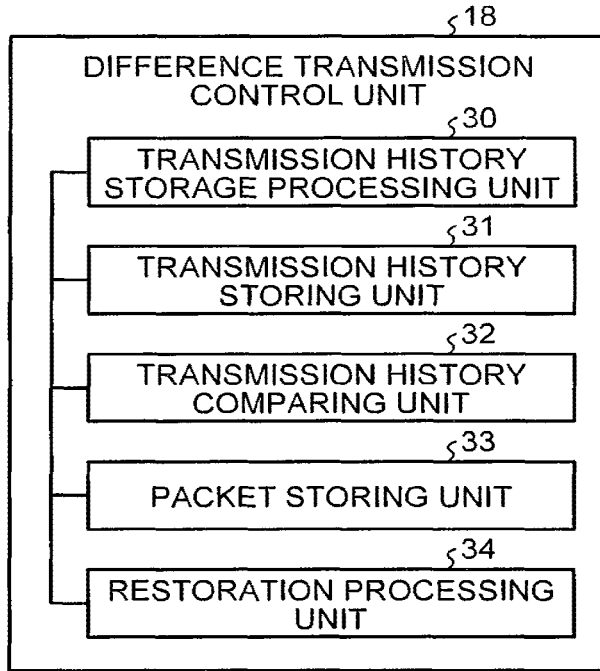 18
DIFFERENCE TRANSMISSION
CONTROL UNIT
30
TRANSMISSION HISTORY
STORAGE PROCESSING UNIT
31
TRANSMISSION HISTORY
STORING UNIT
32
TRANSMISSION HISTORY
COMPARING UNIT
33
PACKET STORING UNIT
34
RESTORATION PROCESSING
UNIT